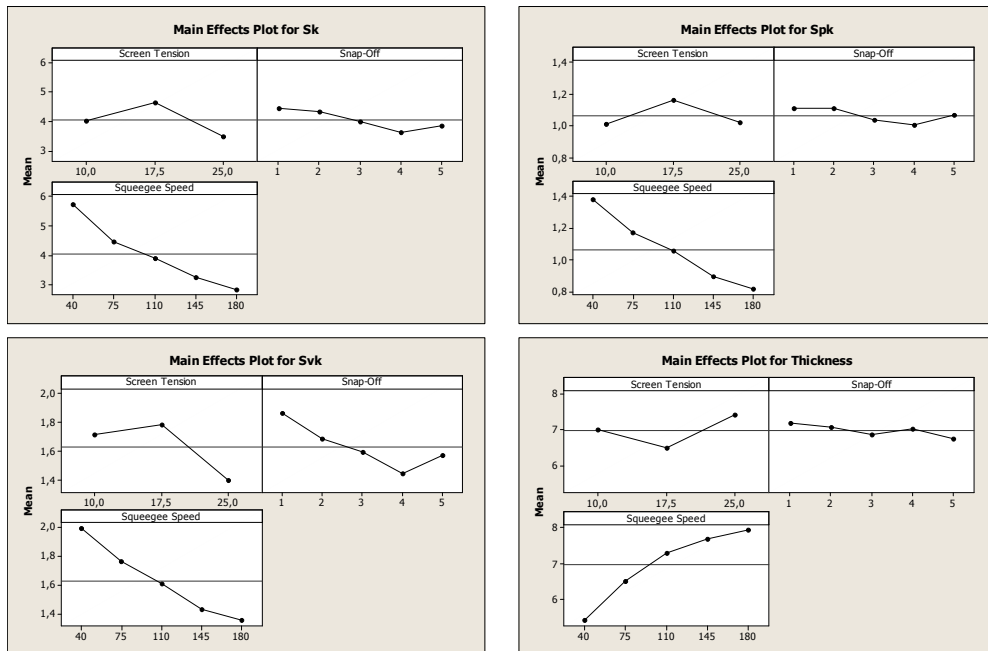 Main Effects Plot for Sk
Screen Tension Snap-Off
6
5
4
3
10,0 17,5 25,0 1 2 3 4 5
Mean
Squeegee Speed
6
5
4
3
40 75 110 145 180
Main Effects Plot for Spk
Screen Tension Snap-Off
1,4
1,2
1,0
0,8
10,0 17,5 25,0 1 2 3 4 5
Mean
Squeegee Speed
1,4
1,2
1,0
0,8
40 75 110 145 180
Main Effects Plot for Svk
Screen Tension Snap-Off
2,0
1,8
1,6
1,4
10,0 17,5 25,0 1 2 3 4 5
Mean
Squeegee Speed
2,0
1,8
1,6
1,4
40 75 110 145 180
Main Effects Plot for Thickness
Screen Tension Snap-Off
8
7
6
10,0 17,5 25,0 1 2 3 4 5
Mean
Squeegee Speed
8
7
6
40 75 110 145 180